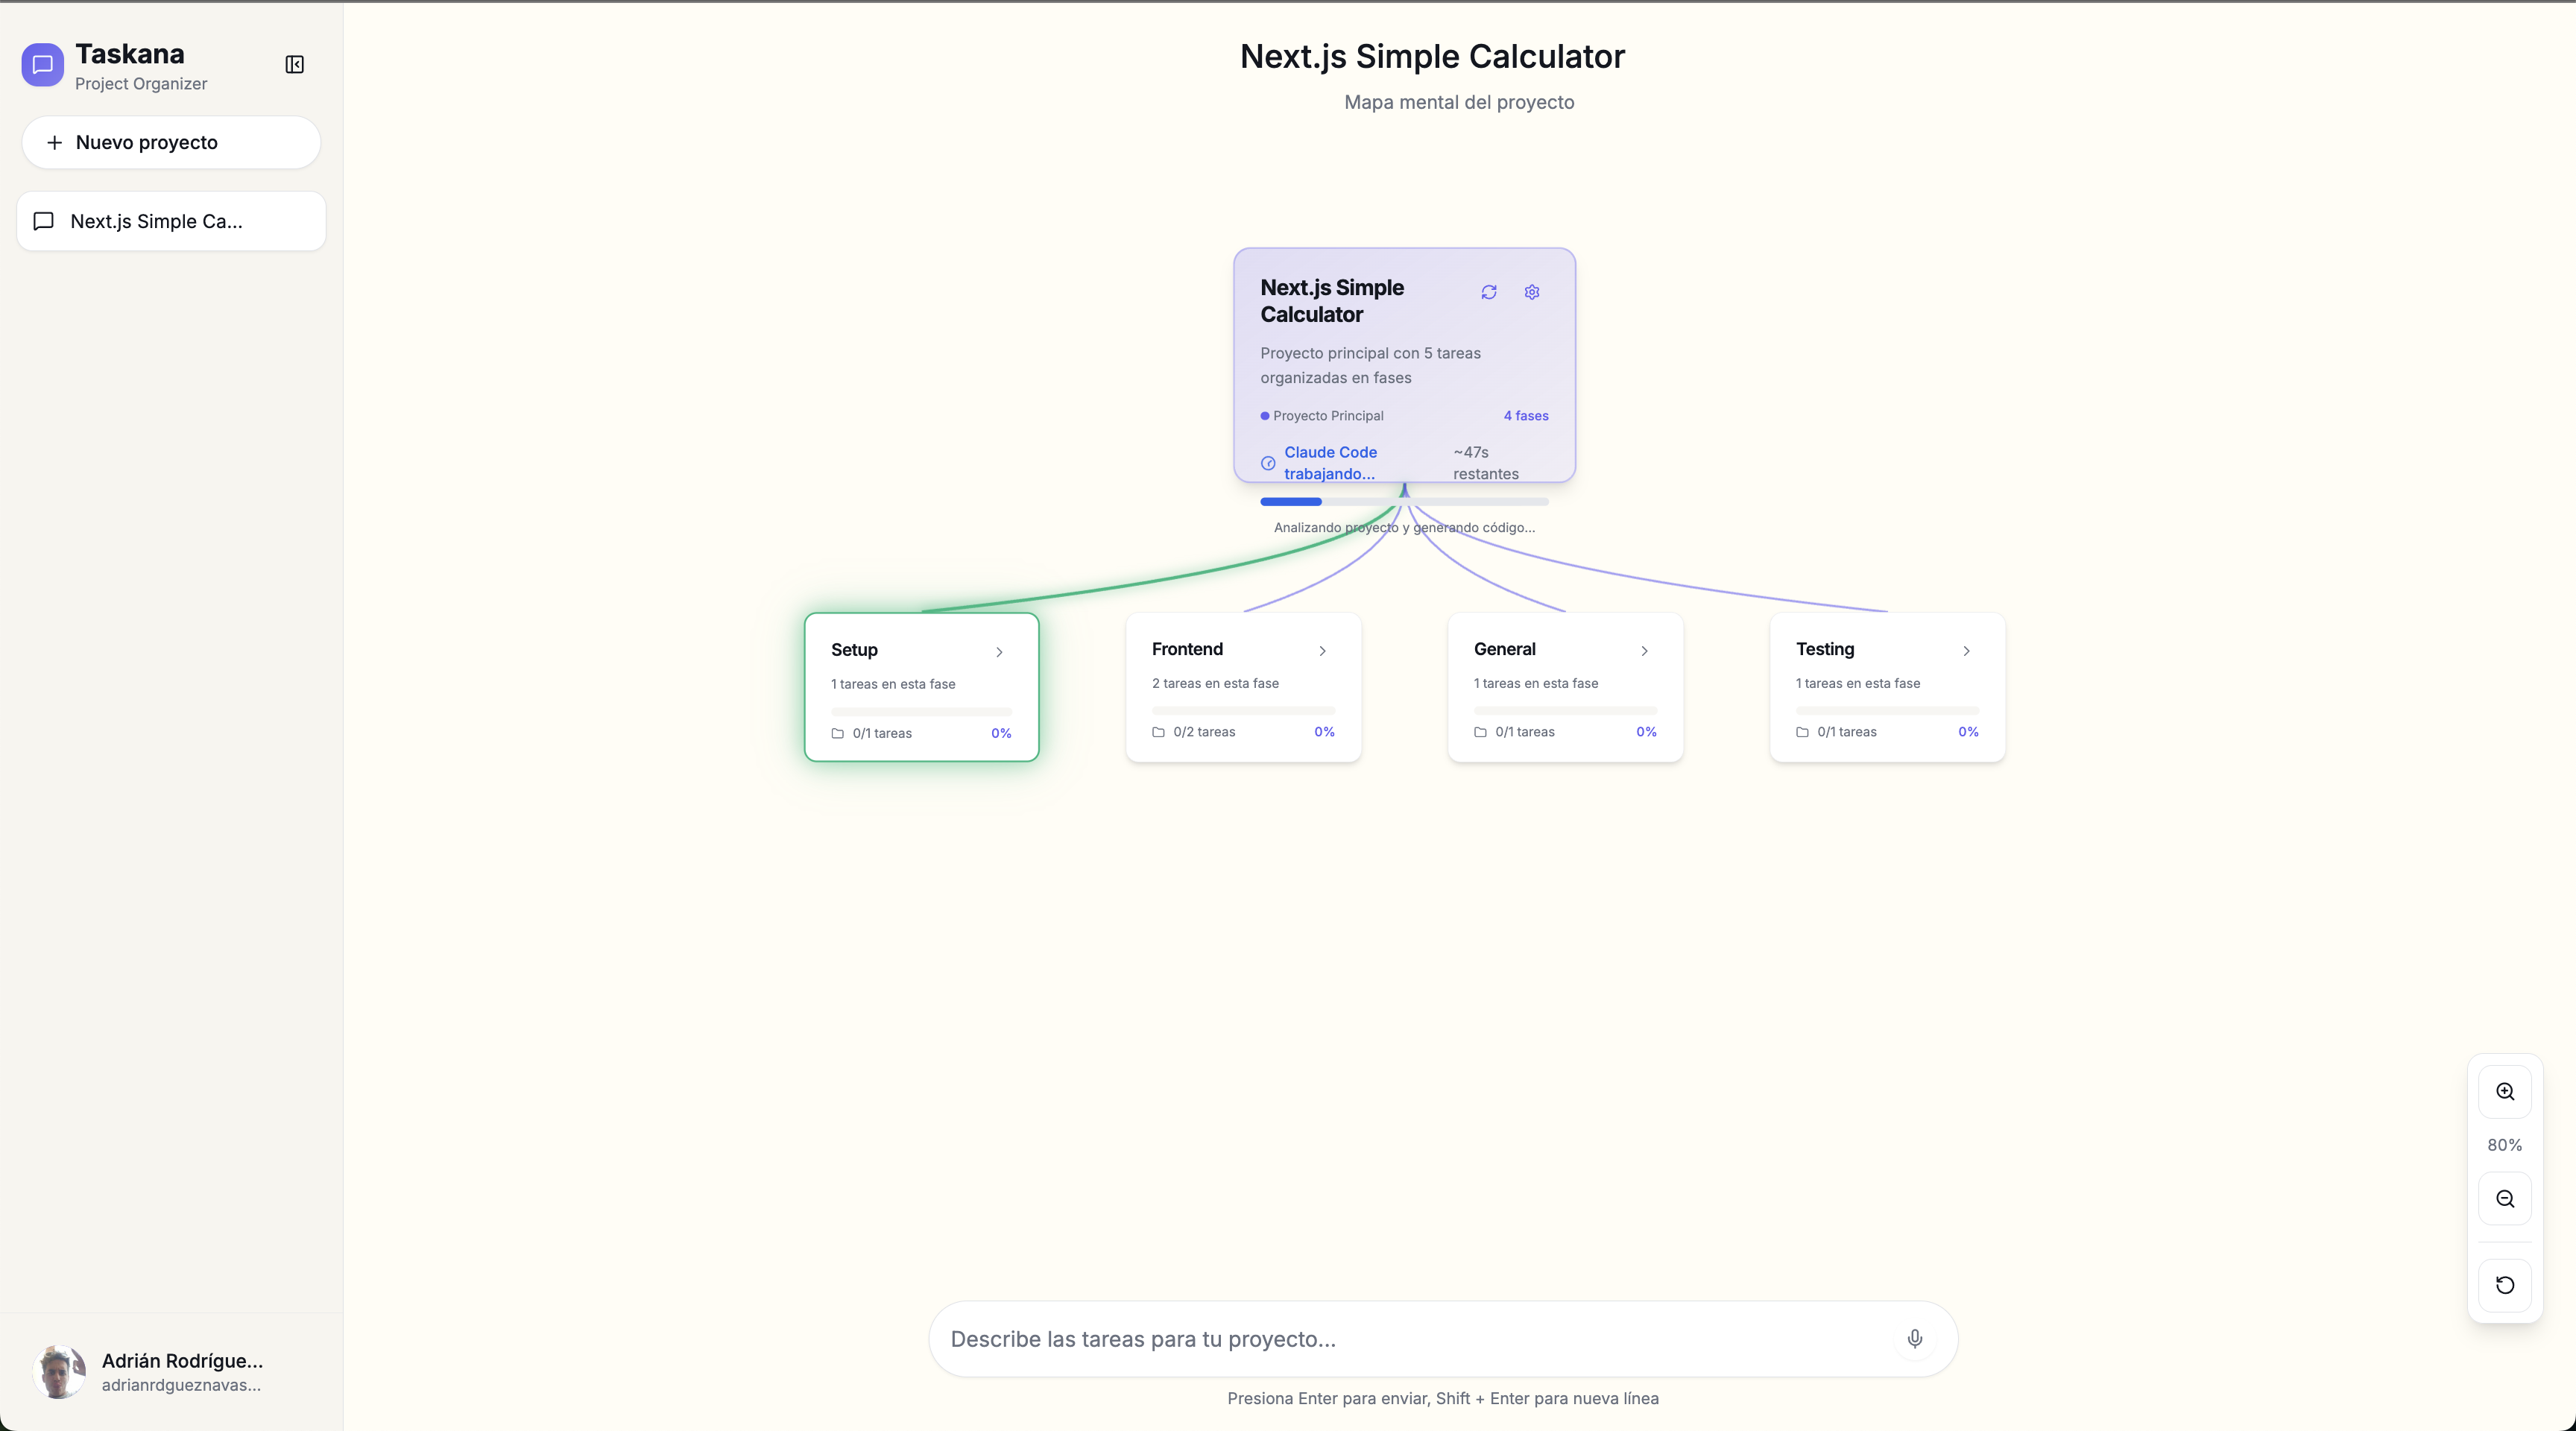 Taskana
Project Organizer
Nuevo proyecto
Next.js Simple Ca...
Next.js Simple Calculator
Mapa mental del proyecto
Next.js Simple
Calculator
Proyecto principal con 5 tareas
organizadas en fases
Proyecto Principal 4 fases
Claude Code ~47s
trabajando... restantes
Analizando proyecto y generando código...
Setup
1 tareas en esta fase
0/1 tareas 0%
Frontend
2 tareas en esta fase
0/2 tareas 0%
General
1 tareas en esta fase
0/1 tareas 0%
Testing
1 tareas en esta fase
0/1 tareas 0%
80%
Describe las tareas para tu proyecto...
Presiona Enter para enviar, Shift + Enter para nueva línea
Adrián Rodrígue...
adrianrdgueznavas...